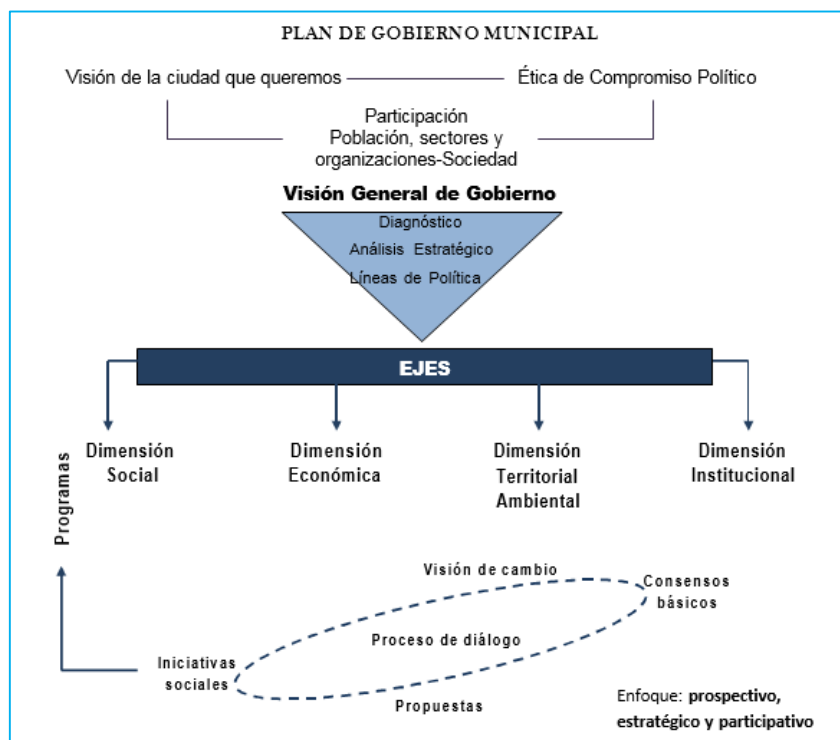 PLAN DE GOBIERNO MUNICIPAL
Visión de la ciudad que queremos
Ética de Compromiso Político
Participación
Población, sectores y
organizaciones-Sociedad
Visión General de Gobierno
Diagnóstico
Análisis Estratégico
Líneas de Política
EJES
Dimensión
Social
Dimensión
Económica
Dimensión
Territorial
Ambiental
Dimensión
Institucional
Programas
Visión de cambio
Consensos
básicos
Proceso de diálogo
Iniciativas
sociales
Propuestas
Enfoque: prospectivo,
estratégico y participativo